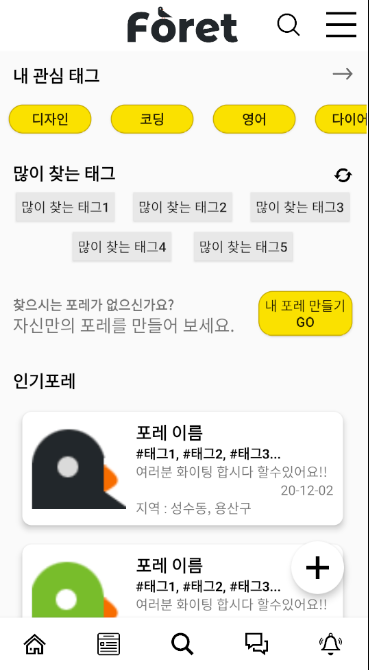 Fôret
내 관심 태그
디자인 코딩 영어 다이어
많이 찾는 태그
많이 찾는 태그1 많이 찾는 태그2 많이 찾는 태그3
많이 찾는 태그4 많이 찾는 태그5
찾으시는 포레가 없으신가요?
자신만의 포레를 만들어 보세요.
내 포레 만들기
GO
인기포레
포레 이름
#태그1, #태그2, #태그3...
여러분 화이팅 합시다 할수있어요!!
20-12-02
지역 : 성수동, 용산구
포레 이름
#태그1, #태그2, #태그3...
여러분 화이팅 합시다 할수있어요!!